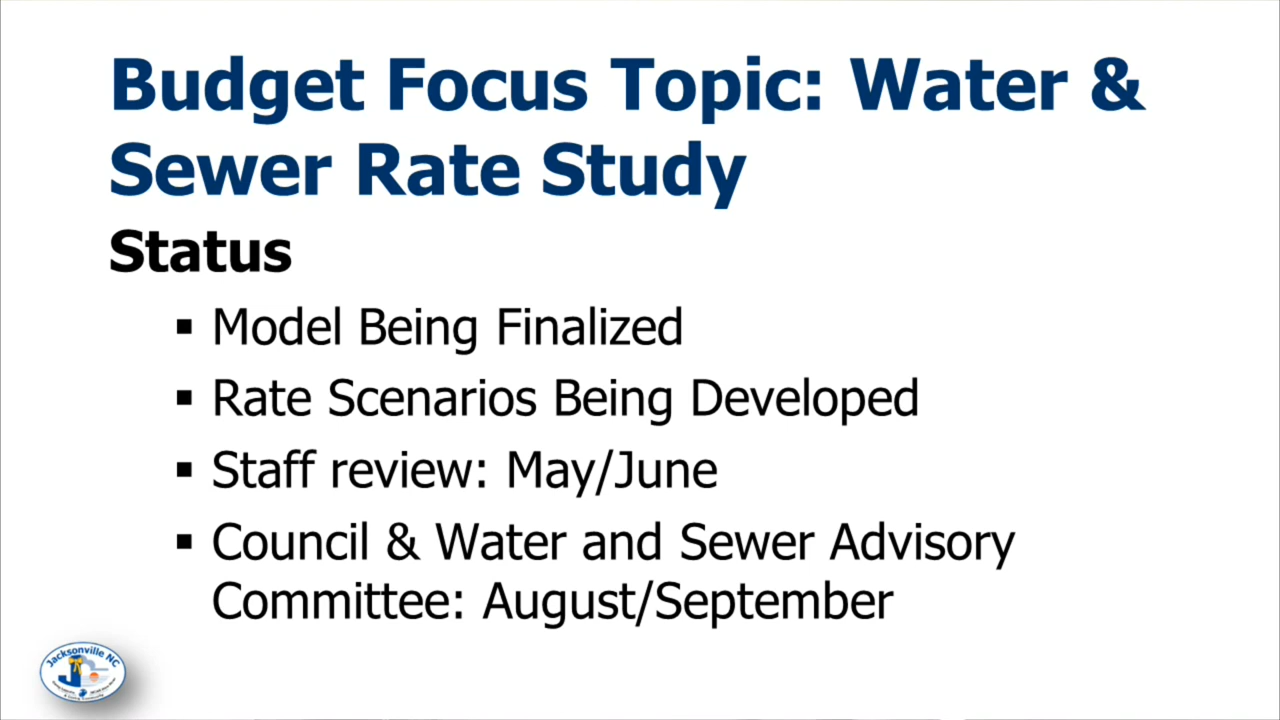 Budget Focus Topic: Water &
Sewer Rate Study
Status
▪ Model Being Finalized
▪ Rate Scenarios Being Developed
▪ Staff review: May/June
▪ Council & Water and Sewer Advisory
Committee: August/September
Jacksonville NC